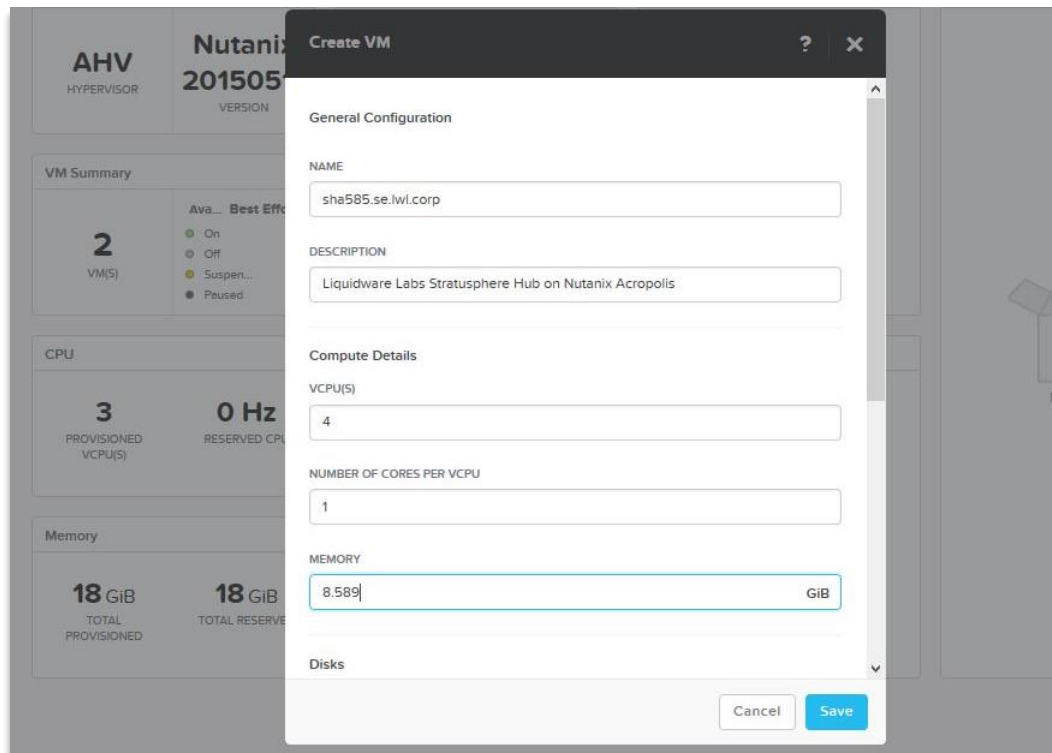 AHV
HYPERVISOR
Nutanix
201505
VERSION
VM Summary
2
VM(S)
Ava... Best Effo
On
Off
Suspen...
Paused
CPU
3
PROVISIONED
VCPU(S)
0 Hz
RESERVED CPU
Memory
18 GiB
TOTAL
PROVISIONED
18 GiB
TOTAL RESERVE
Create VM
?
General Configuration
NAME
sha585.se.lwl.corp
DESCRIPTION
Liquidware Labs Stratusphere Hub on Nutanix Acropolis
Compute Details
VCPU(S)
4
NUMBER OF CORES PER VCPU
1
MEMORY
8.589
GiB
Disks
Cancel
Save